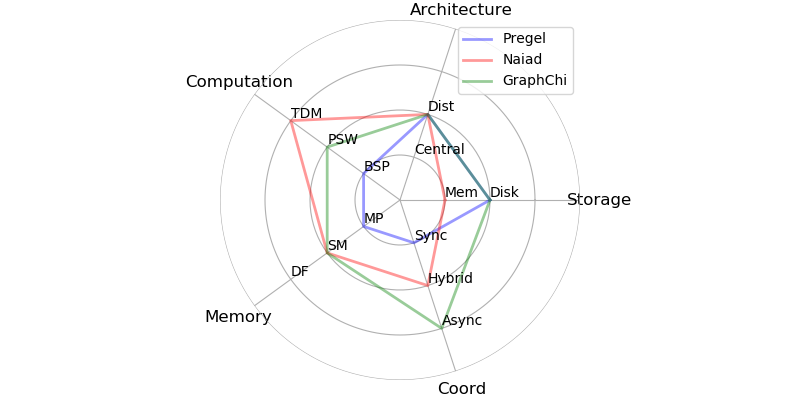 Architecture
Pregel
Naiad
GraphChi
Computation
TDM
Dist
PSW
Central
BSP
Mem
Disk
Storage
MP
Sync
SM
DF
Hybrid
Memory
Async
Coord